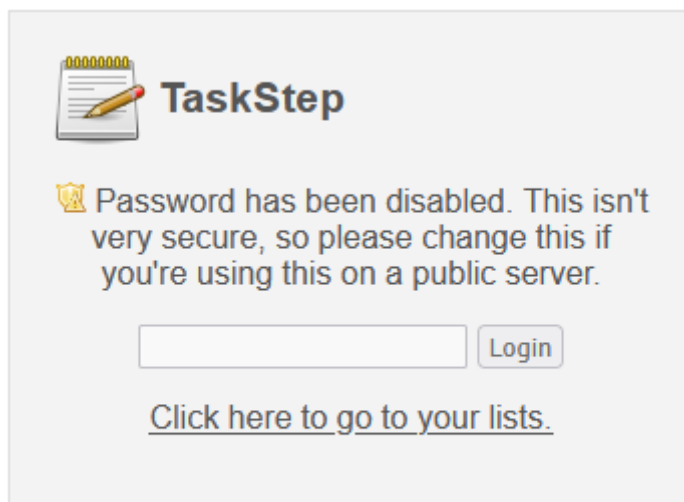 TaskStep
Password has been disabled. This isn't
very secure, so please change this if
you're using this on a public server.
Login
Click here to go to your lists.